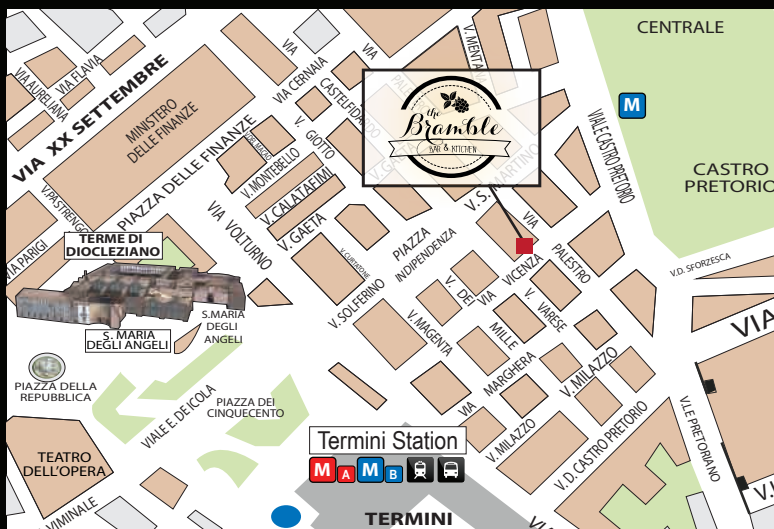 CENTRALE
VIA FLAVIA
VIA AURELIANA
VIA XX SETTEMBRE
MINISTERO
DELLE FINANZE
VIA
VIA CERNAIA
VIA
CASTELFIDARDO
V. MENTANA
the
Bramble
BAR & KITCHEN
M
VIALE CASTRO PRETORIO
CASTRO
PRETORIO
V.PASTRENGO
PIAZZA DELLE FINANZE
V. GIOTTO
V. MONTEBELLO
V. CALATAFIMI
V. GAETA
V. S. MARTINO
VIA
PALESTRO
VIA PARIGI
TERME DI
DIOCLEZIANO
VIA VOLTURNO
V. CURTATONE
PIAZZA
INDIPENDENZA
VIA
VICENZA
V.D. SFORZESCA
V. SOLFERINO
V. DEI
MILLE
V. VARESE
V. MAGENTA
S.MARIA
DEGLI
ANGELI
S. MARIA
DEGLI ANGELI
VIA
PIAZZA DELLA
REPUBBLICA
VIALE E. DE ICOLA
PIAZZA DEI
CINQUECENTO
VIA
MARGHERA
V. MILAZZO
V. MILAZZO
V. D. CASTRO PRETORIO
V.LE PRETORIANO
TEATRO
DELL'OPERA
Termini Station
M A M B
TERMINI
VIMINALE